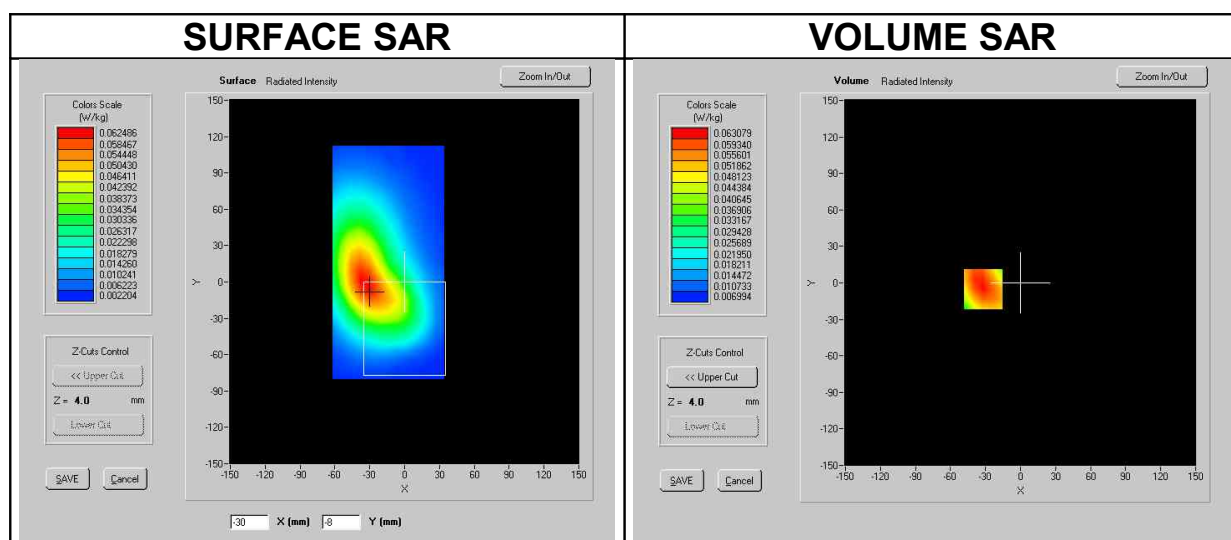 SURFACE SAR
VOLUME SAR
Surface Radiated Intensity
Zoom In/Out
Colors Scale
(W/kg)
0.062486
0.058467
0.054448
0.050430
0.046411
0.042392
0.038373
0.034354
0.030336
0.026317
0.022298
0.018279
0.014260
0.010241
0.006223
0.002204
Z-Cuts Control
<< Upper Cut
Z = 4.0 mm
Lower Cut
SAVE Cancel
150
120
90
60
30
0
-30
-60
-90
-120
-150
Y
-150 -120 -90 -60 -30 0 30 60 90 120 150
X
-30 X (mm) -8 Y (mm)
Volume Radiated Intensity
Zoom In/Out
Colors Scale
(W/kg)
0.063079
0.059340
0.055601
0.051862
0.048123
0.044384
0.040645
0.036906
0.033167
0.029428
0.025689
0.021950
0.018211
0.014472
0.010733
0.006994
Z-Cuts Control
<< Upper Cut
Z = 4.0 mm
Lower Cut
SAVE Cancel
150
120
90
60
30
0
-30
-60
-90
-120
-150
Y
-150 -120 -90 -60 -30 0 30 60 90 120 150
X